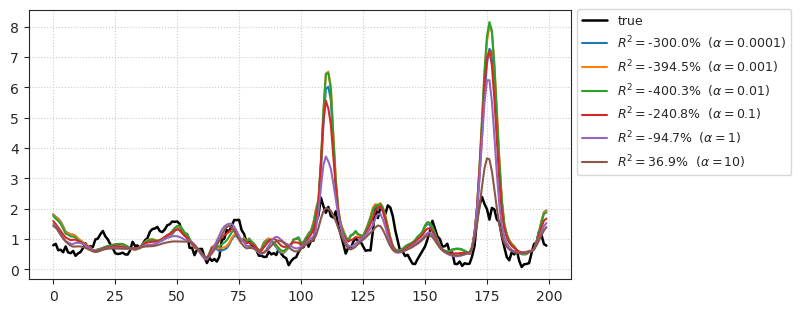 true
R² = -300.0% (α = 0.0001)
R² = -394.5% (α = 0.001)
R² = -400.3% (α = 0.01)
R² = -240.8% (α = 0.1)
R² = -94.7% (α = 1)
R² = 36.9% (α = 10)
8
7
6
5
4
3
2
1
0
0 25 50 75 100 125 150 175 200